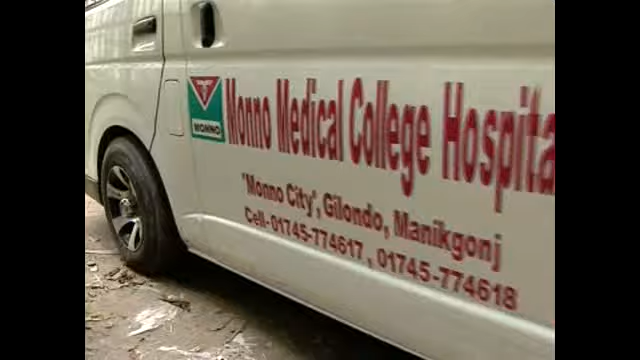 Monno Medical College Hospita
MONNO
'Monno City', Gilondo, Manikgonj
Cell-01745-774617, 01745-774618